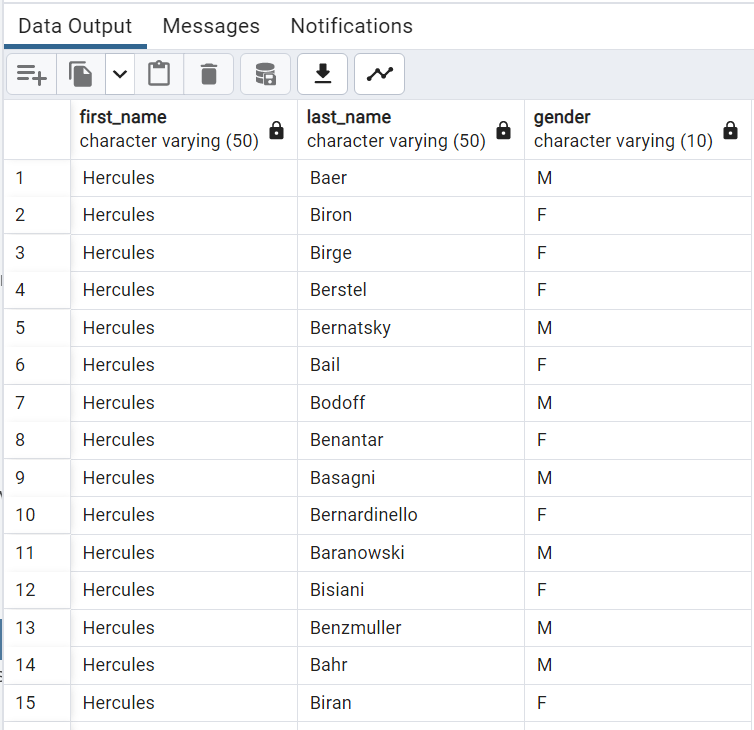 Data Output Messages Notifications
first_name last_name gender
character varying (50) character varying (50) character varying (10)
1 Hercules Baer M
2 Hercules Biron F
3 Hercules Birge F
4 Hercules Berstel F
5 Hercules Bernatsky M
6 Hercules Bail F
7 Hercules Bodoff M
8 Hercules Benantar F
9 Hercules Basagni M
10 Hercules Bernardinello F
11 Hercules Baranowski M
12 Hercules Bisiani F
13 Hercules Benzmuller M
14 Hercules Bahr M
15 Hercules Biran F